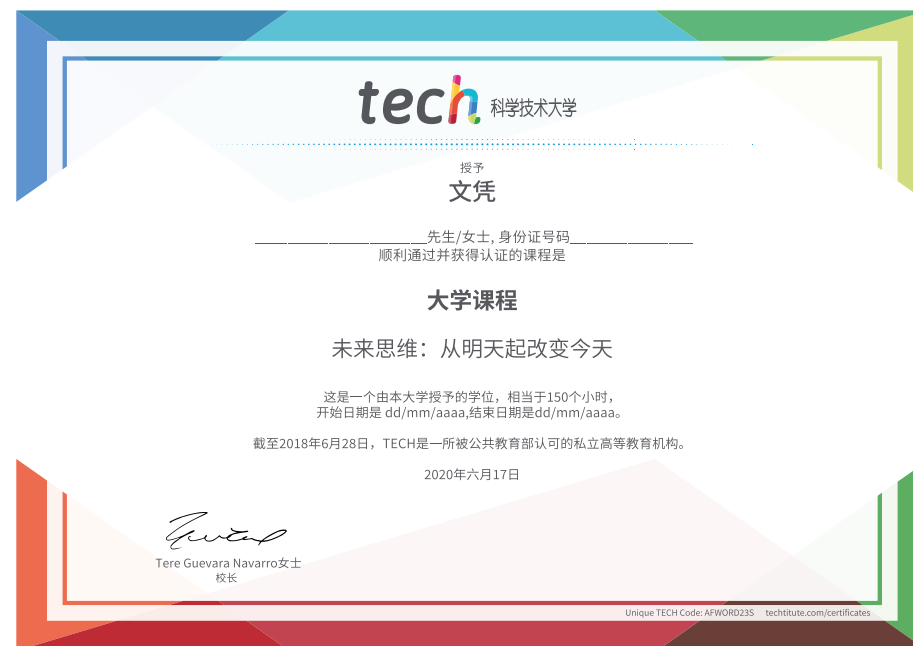 tech 科学技术大学
授予
文凭
______________________先生/女士, 身份证号码________________
顺利通过并获得认证的课程是
大学课程
未来思维：从明天起改变今天
这是一个由本大学授予的学位，相当于150个小时，
开始日期是 dd/mm/aaaa,结束日期是dd/mm/aaaa。
截至2018年6月28日，TECH是一所被公共教育部认可的私立高等教育机构。
2020年六月17日
Tere Guevara Navarro女士
校长
Unique TECH Code: AFWORD23S techtitute.com/certificates